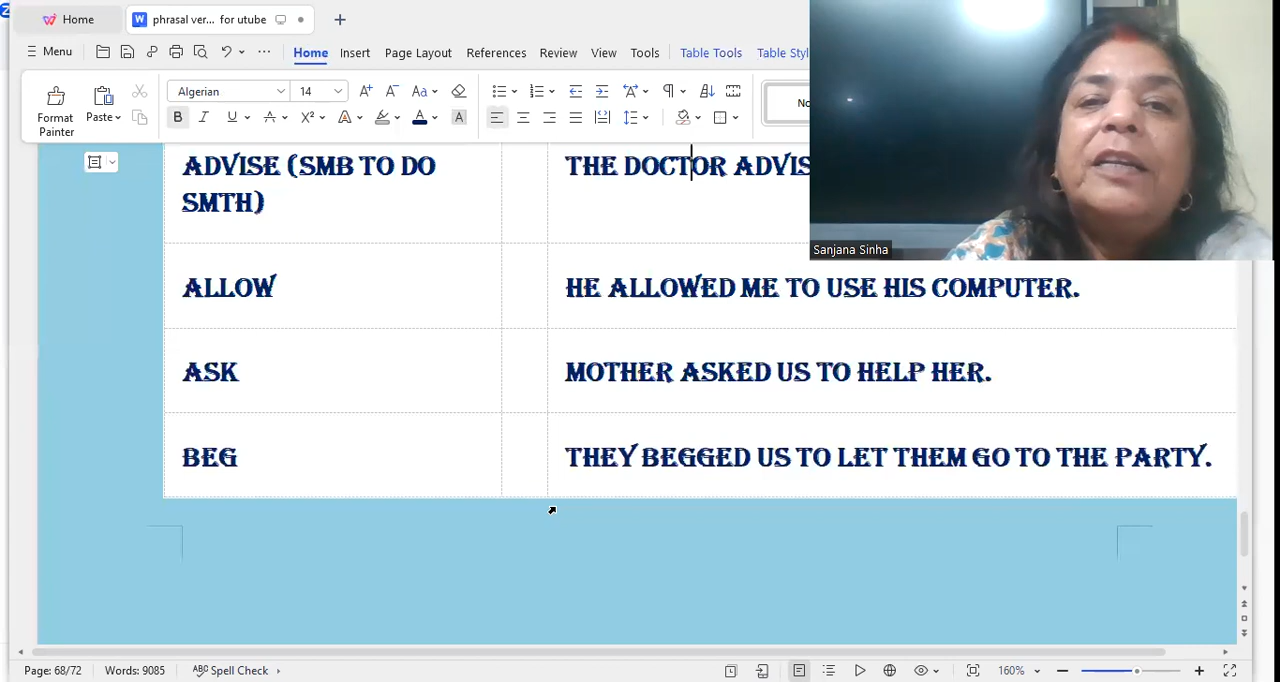 Home
phrasal ver... for utube
Menu
Home Insert Page Layout References Review View Tools Table Tools Table Styl
Algerian 14
Format Painter
Paste
ADVISE (SMB TO DO
SMTH)
THE DOCTOR ADVIS
Sanjana Sinha
ALLOW
HE ALLOWED ME TO USE HIS COMPUTER.
ASK
MOTHER ASKED US TO HELP HER.
BEG
THEY BEGGED US TO LET THEM GO TO THE PARTY.
Page: 68/72 Words: 9085 Spell Check 160%